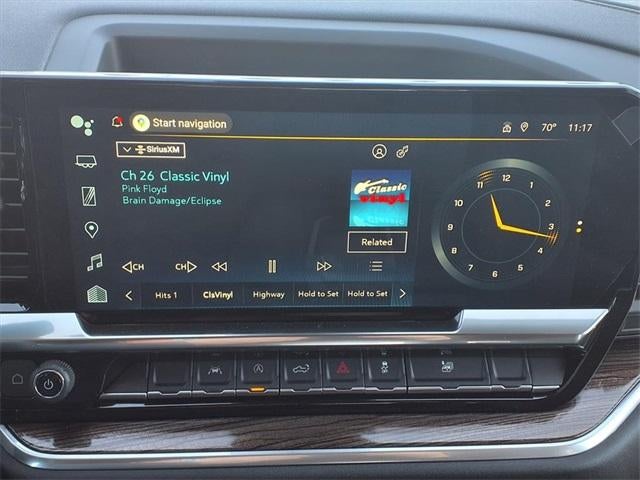 Start navigation
70° 11:17
SiriusXM
Ch 26 Classic Vinyl
Pink Floyd
Brain Damage/Eclipse
Classic
vinyl
Related
CH CH
Hits 1 ClsVinyl Highway Hold to Set Hold to Set
11 12 1 2 3 4 5 6 7 8 9 10